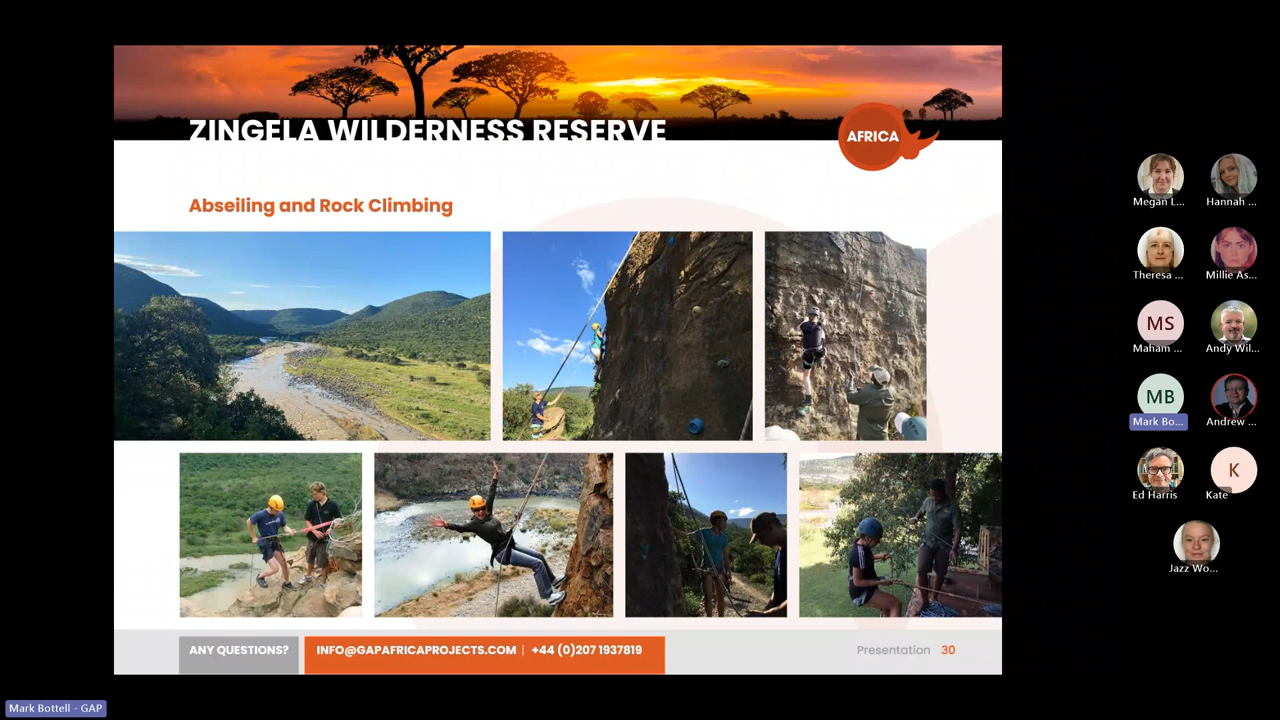 ZINGELA WILDERNESS RESERVE
AFRICA
Abseiling and Rock Climbing
ANY QUESTIONS?
INFO@GAPAFRICAPROJECTS.COM | +44 (0)207 1937819
Presentation 30
Megan L...
Hannah ...
Theresa ...
Millie As...
MS
Maham ...
Andy Wil...
MB
Mark Bo...
Andrew ...
Ed Harris
K
Kate
Jazz Wo...
Mark Bottell - GAP